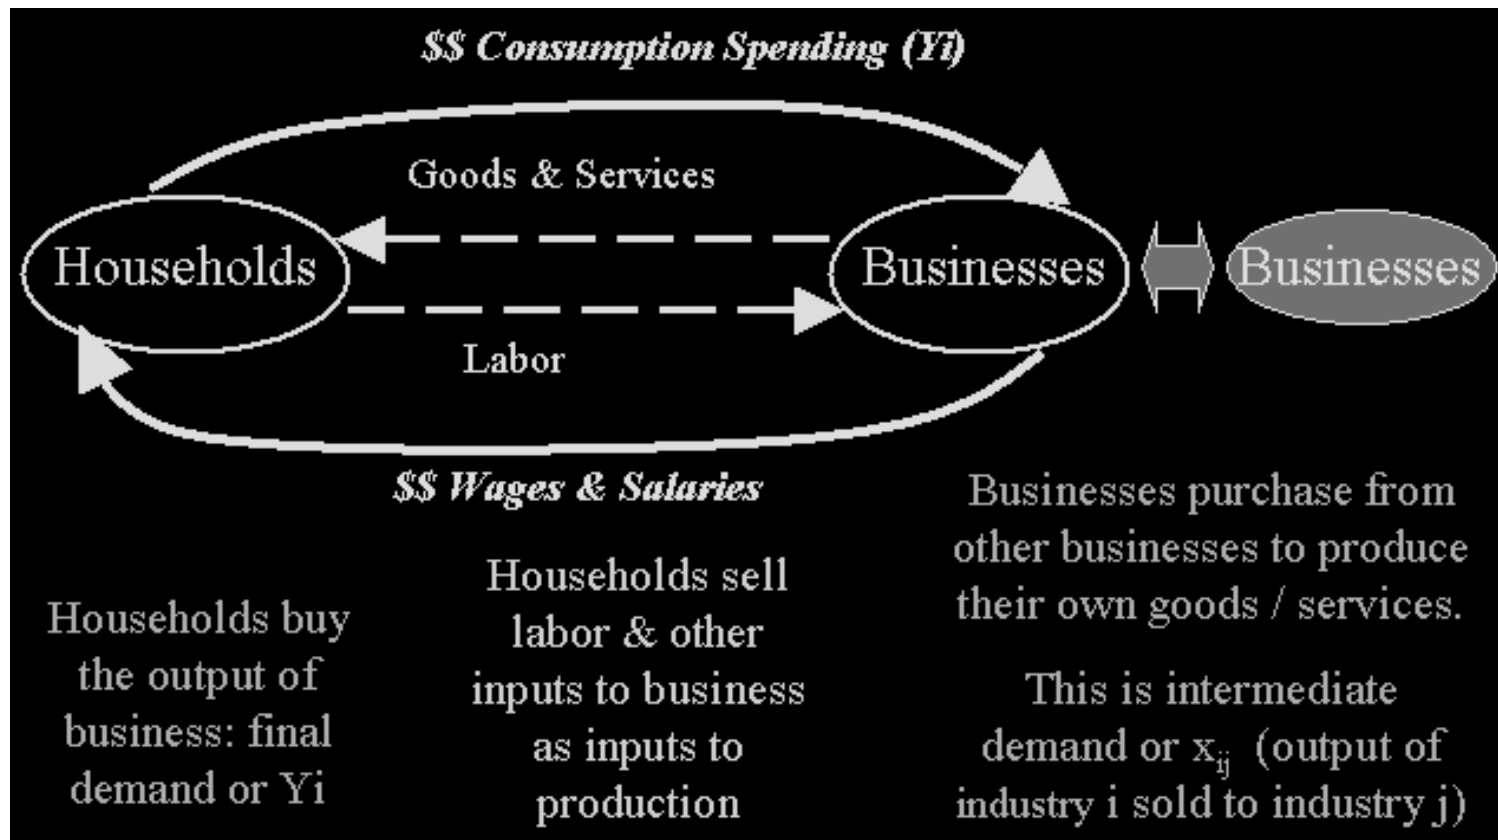 $$ Consumption Spending (Yi)
Goods & Services
Households
Businesses
Businesses
Labor
$$ Wages & Salaries
Households buy
the output of
business: final
demand or Yi
Households sell
labor & other
inputs to business
as inputs to
production
Businesses purchase from
other businesses to produce
their own goods / services.
This is intermediate
demand or xij (output of
industry i sold to industry j)